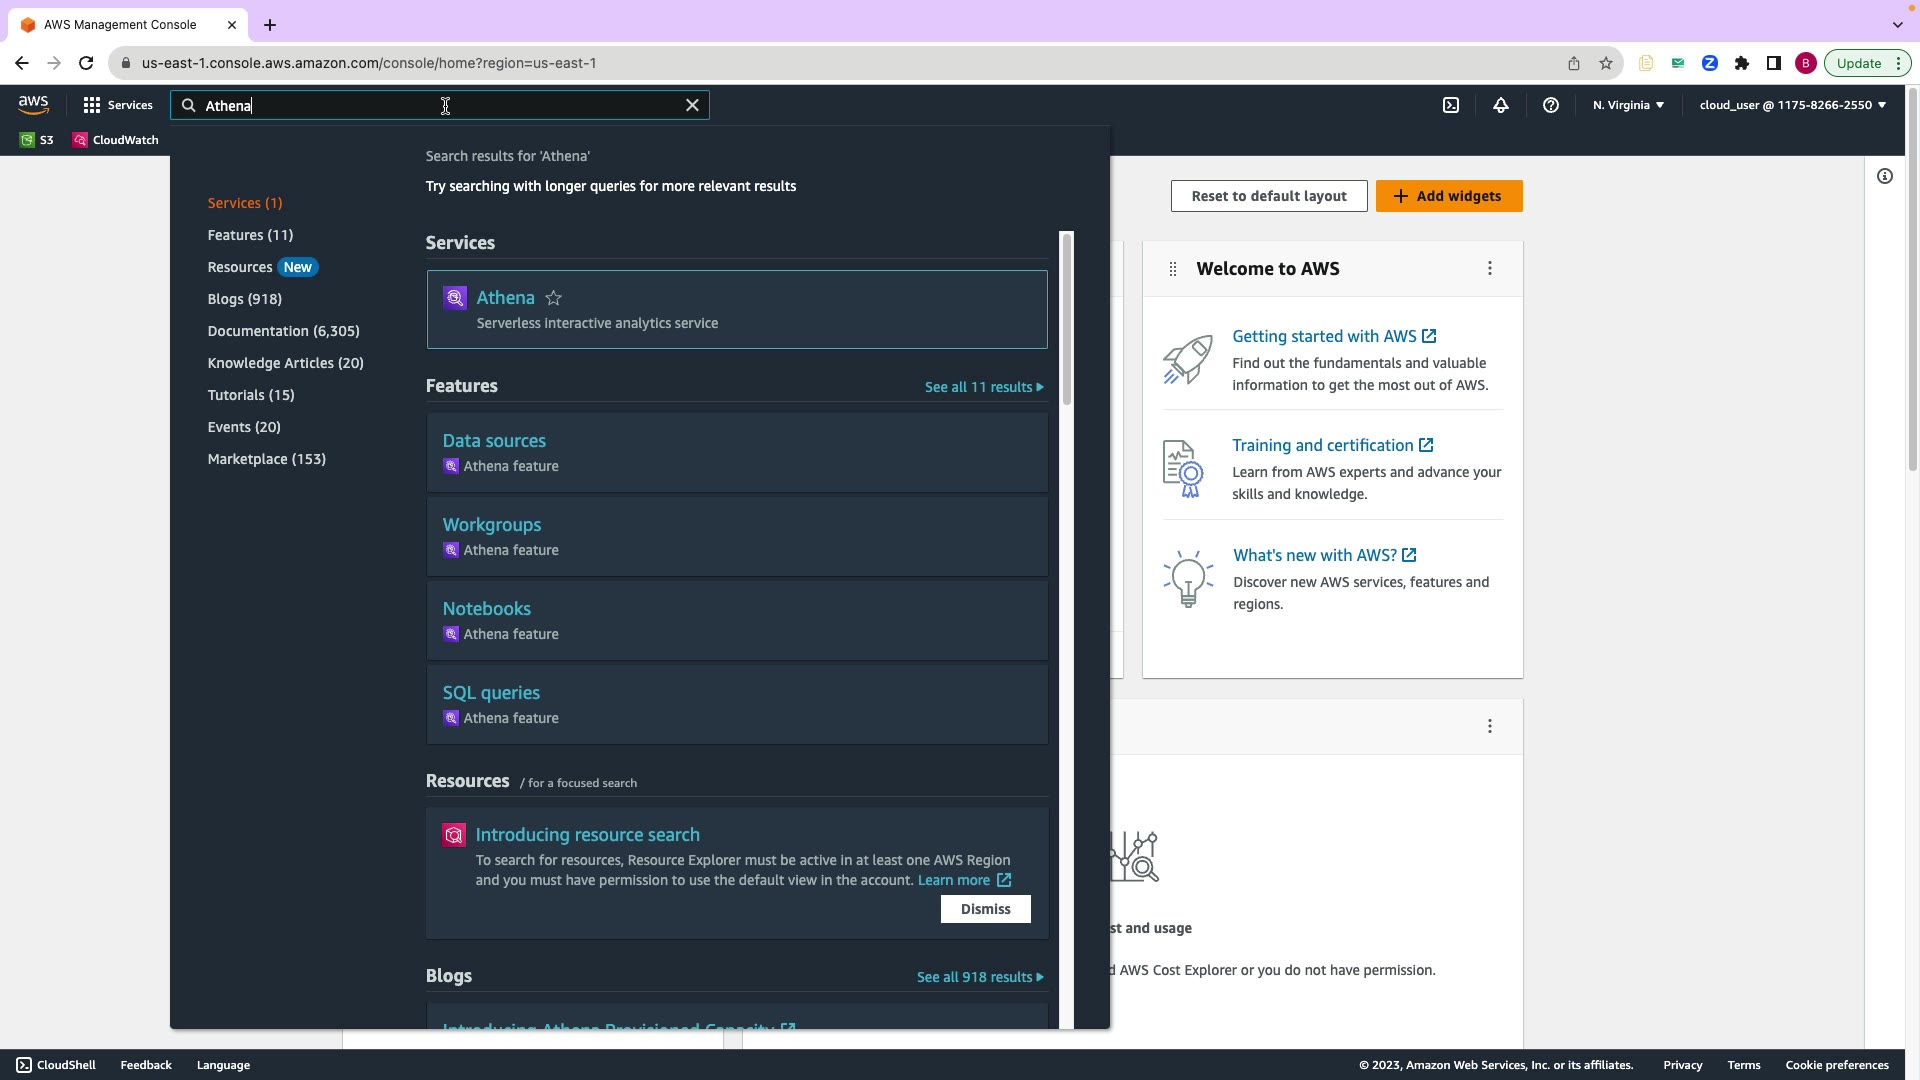 AWS Management Console
us-east-1.console.aws.amazon.com/console/home?region=us-east-1
B
Update
aws
Services
Athena
N. Virginia
cloud_user @ 1175-8266-2550
S3
CloudWatch
Search results for 'Athena'
Try searching with longer queries for more relevant results
Services (1)
Features (11)
Resources New
Blogs (918)
Documentation (6,305)
Knowledge Articles (20)
Tutorials (15)
Events (20)
Marketplace (153)
Services
Athena
Serverless interactive analytics service
Features
See all 11 results
Data sources
Athena feature
Workgroups
Athena feature
Notebooks
Athena feature
SQL queries
Athena feature
Resources / for a focused search
Introducing resource search
To search for resources, Resource Explorer must be active in at least one AWS Region
and you must have permission to use the default view in the account. Learn more
Dismiss
Blogs
See all 918 results
Introducing Athena Provisioned Capacity
Reset to default layout
Add widgets
Welcome to AWS
Getting started with AWS
Find out the fundamentals and valuable
information to get the most out of AWS.
Training and certification
Learn from AWS experts and advance your
skills and knowledge.
What's new with AWS?
Discover new AWS services, features and
regions.
st and usage
d AWS Cost Explorer or you do not have permission.
CloudShell
Feedback
Language
© 2023, Amazon Web Services, Inc. or its affiliates.
Privacy
Terms
Cookie preferences